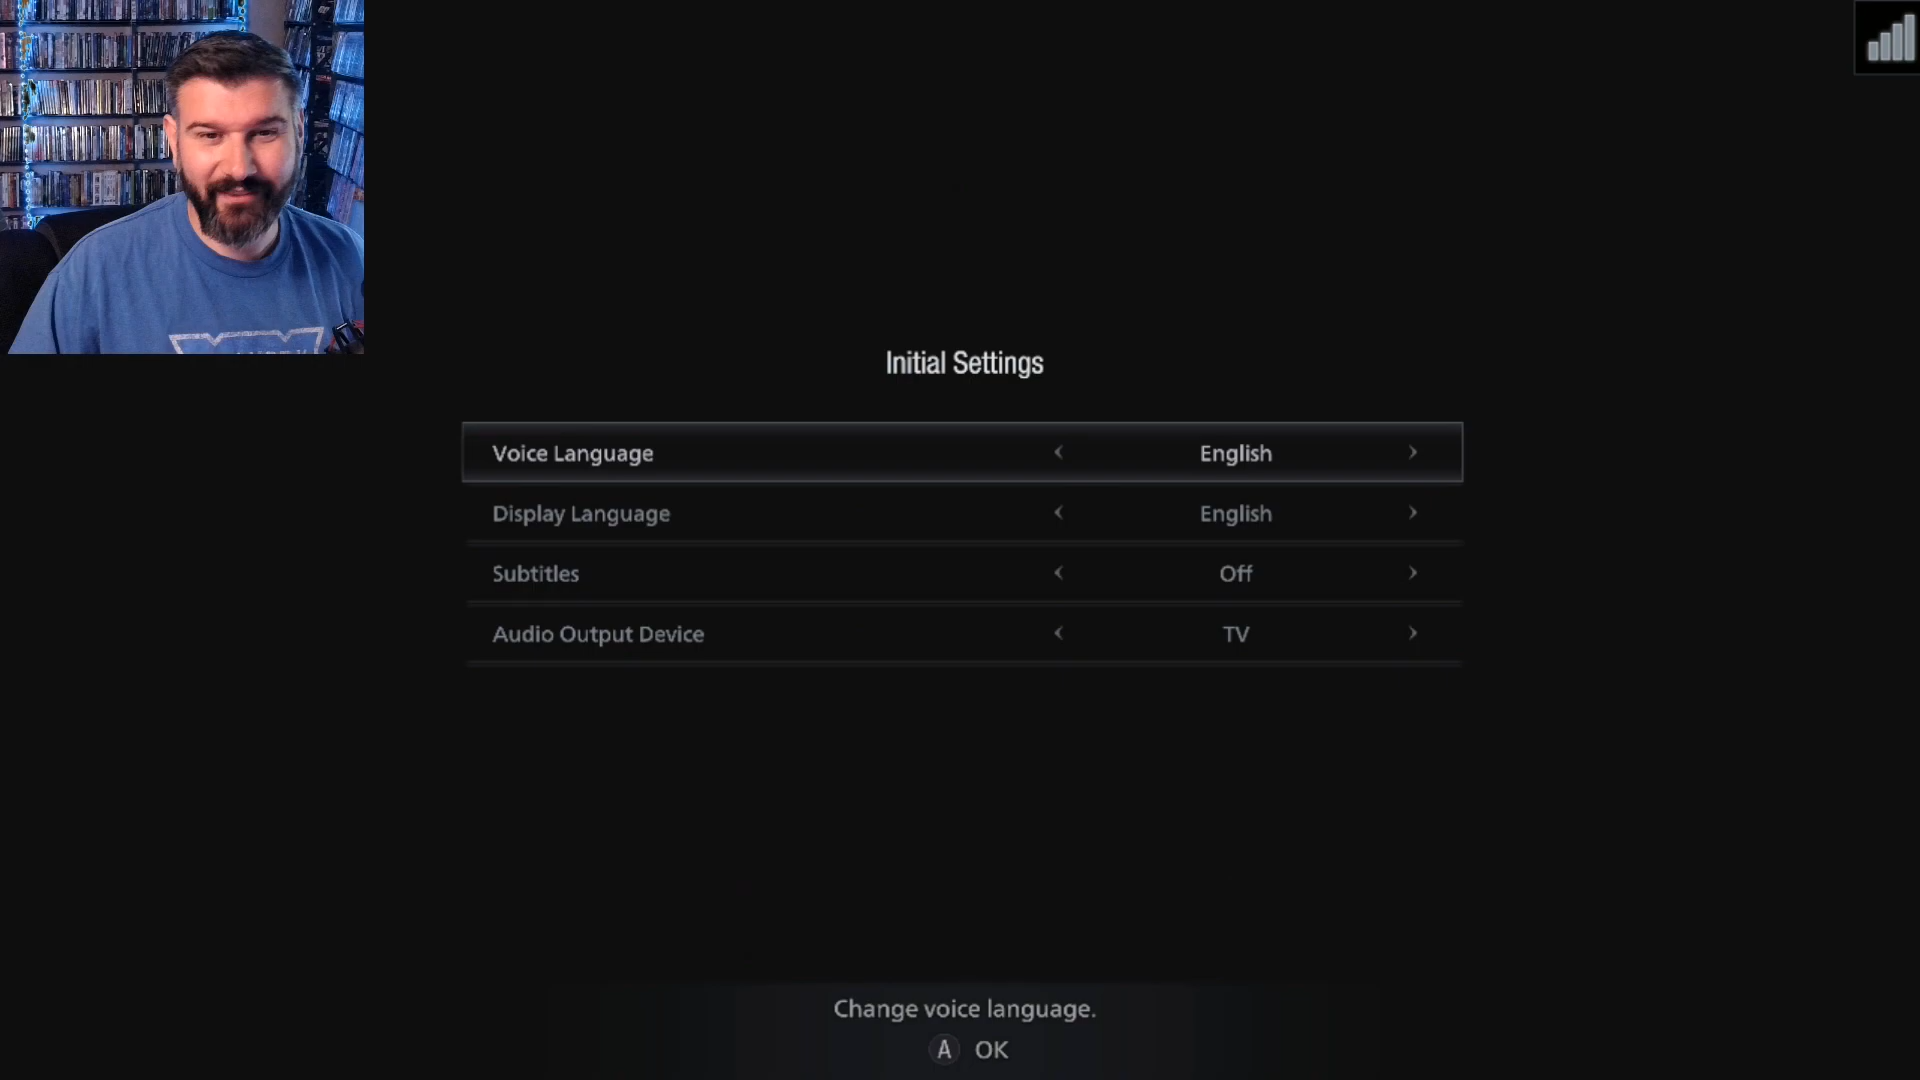 Initial Settings
Voice Language < English >
Display Language < English >
Subtitles < Off >
Audio Output Device < TV >
Change voice language.
A OK